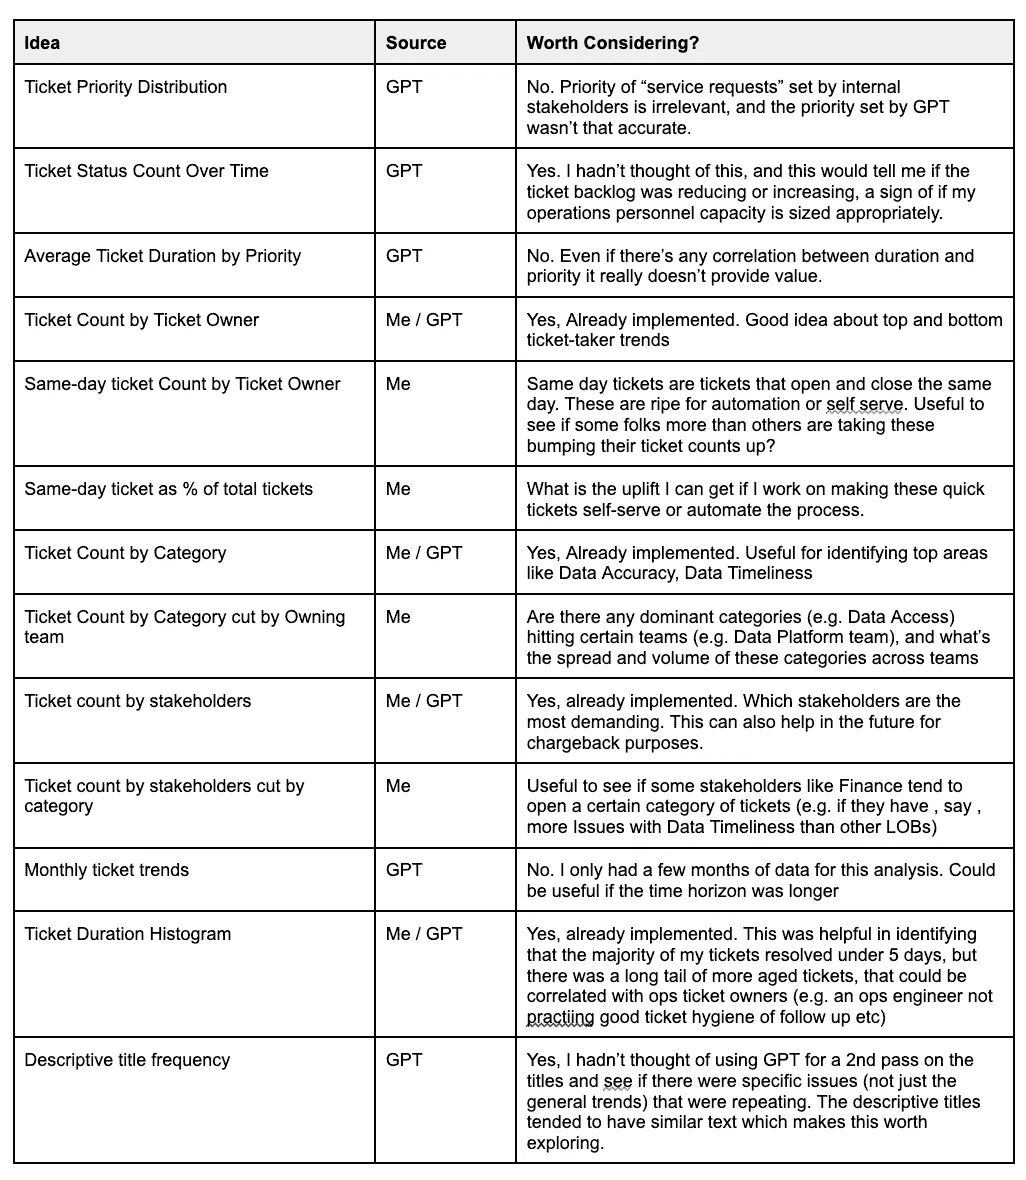 Idea
Source
Worth Considering?
Ticket Priority Distribution
GPT
No. Priority of “service requests” set by internal
stakeholders is irrelevant, and the priority set by GPT
wasn’t that accurate.
Ticket Status Count Over Time
GPT
Yes. I hadn’t thought of this, and this would tell me if the
ticket backlog was reducing or increasing, a sign of if my
operations personnel capacity is sized appropriately.
Average Ticket Duration by Priority
GPT
No. Even if there’s any correlation between duration and
priority it really doesn’t provide value.
Ticket Count by Ticket Owner
Me / GPT
Yes, Already implemented. Good idea about top and bottom
ticket-taker trends
Same-day ticket Count by Ticket Owner
Me
Same day tickets are tickets that open and close the same
day. These are ripe for automation or self serve. Useful to
see if some folks more than others are taking these
bumping their ticket counts up?
Same-day ticket as % of total tickets
Me
What is the uplift I can get if I work on making these quick
tickets self-serve or automate the process.
Ticket Count by Category
Me / GPT
Yes, Already implemented. Useful for identifying top areas
like Data Accuracy, Data Timeliness
Ticket Count by Category cut by Owning
team
Me
Are there any dominant categories (e.g. Data Access)
hitting certain teams (e.g. Data Platform team), and what’s
the spread and volume of these categories across teams
Ticket count by stakeholders
Me / GPT
Yes, already implemented. Which stakeholders are the
most demanding. This can also help in the future for
chargeback purposes.
Ticket count by stakeholders cut by
category
Me
Useful to see if some stakeholders like Finance tend to
open a certain category of tickets (e.g. if they have , say ,
more Issues with Data Timeliness than other LOBs)
Monthly ticket trends
GPT
No. I only had a few months of data for this analysis. Could
be useful if the time horizon was longer
Ticket Duration Histogram
Me / GPT
Yes, already implemented. This was helpful in identifying
that the majority of my tickets resolved under 5 days, but
there was a long tail of more aged tickets, that could be
correlated with ops ticket owners (e.g. an ops engineer not
practiing good ticket hygiene of follow up etc)
Descriptive title frequency
GPT
Yes, I hadn’t thought of using GPT for a 2nd pass on the
titles and see if there were specific issues (not just the
general trends) that were repeating. The descriptive titles
tended to have similar text which makes this worth
exploring.